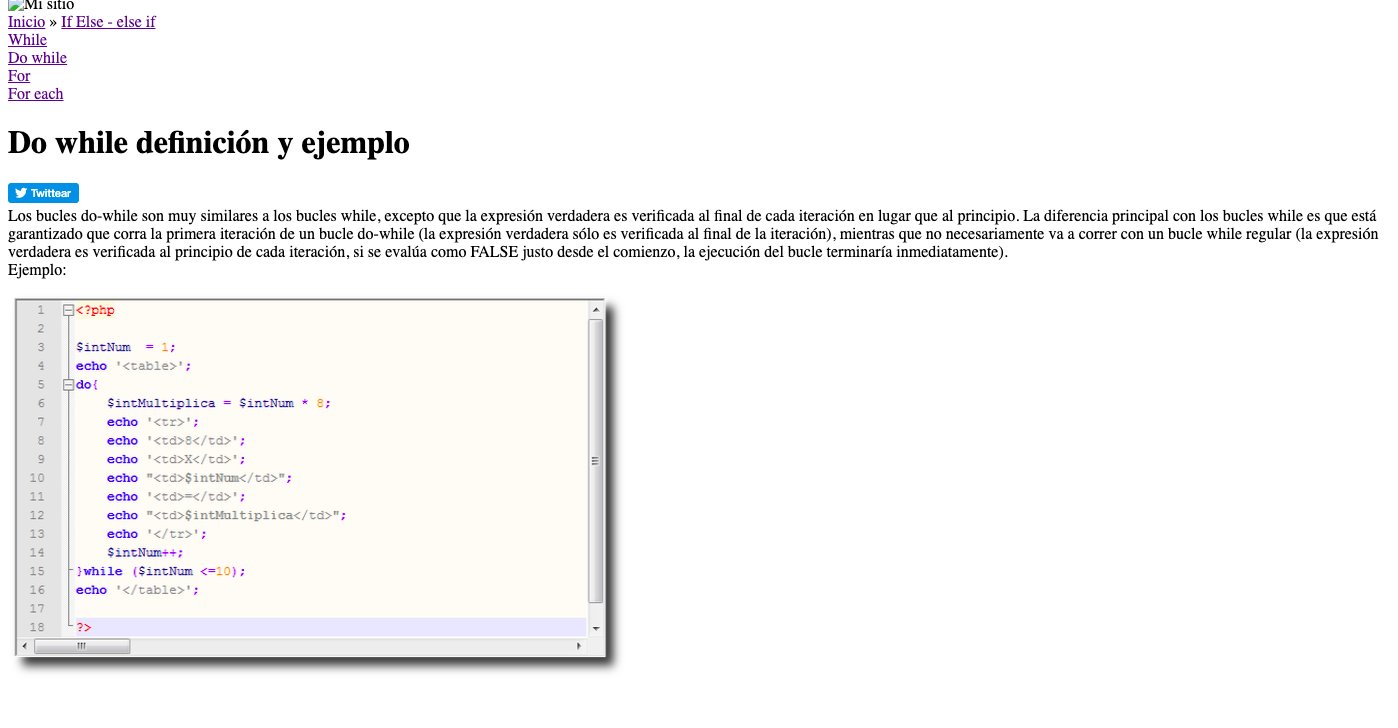 Mi sitio
Inicio » If Else - else if
While
Do while
For
For each
Do while definición y ejemplo
Twittear
Los bucles do-while son muy similares a los bucles while, excepto que la expresión verdadera es verificada al final de cada iteración en lugar que al principio. La diferencia principal con los bucles while es que está
garantizado que corra la primera iteración de un bucle do-while (la expresión verdadera sólo es verificada al final de la iteración), mientras que no necesariamente va a correr con un bucle while regular (la expresión
verdadera es verificada al principio de cada iteración, si se evalúa como FALSE justo desde el comienzo, la ejecución del bucle terminaría inmediatamente).
Ejemplo:
1 <?php
2
3 $intNum  = 1;
4 echo '<table>';
5 do{
6     $intMultiplica = $intNum * 8;
7     echo '<tr>';
8     echo '<td>8</td>';
9     echo '<td>X</td>';
10     echo "<td>$intNum</td>";
11     echo '<td>=</td>';
12     echo "<td>$intMultiplica</td>";
13     echo '</tr>';
14     $intNum++;
15 }while ($intNum <=10);
16 echo '</table>';
17
18 ?>